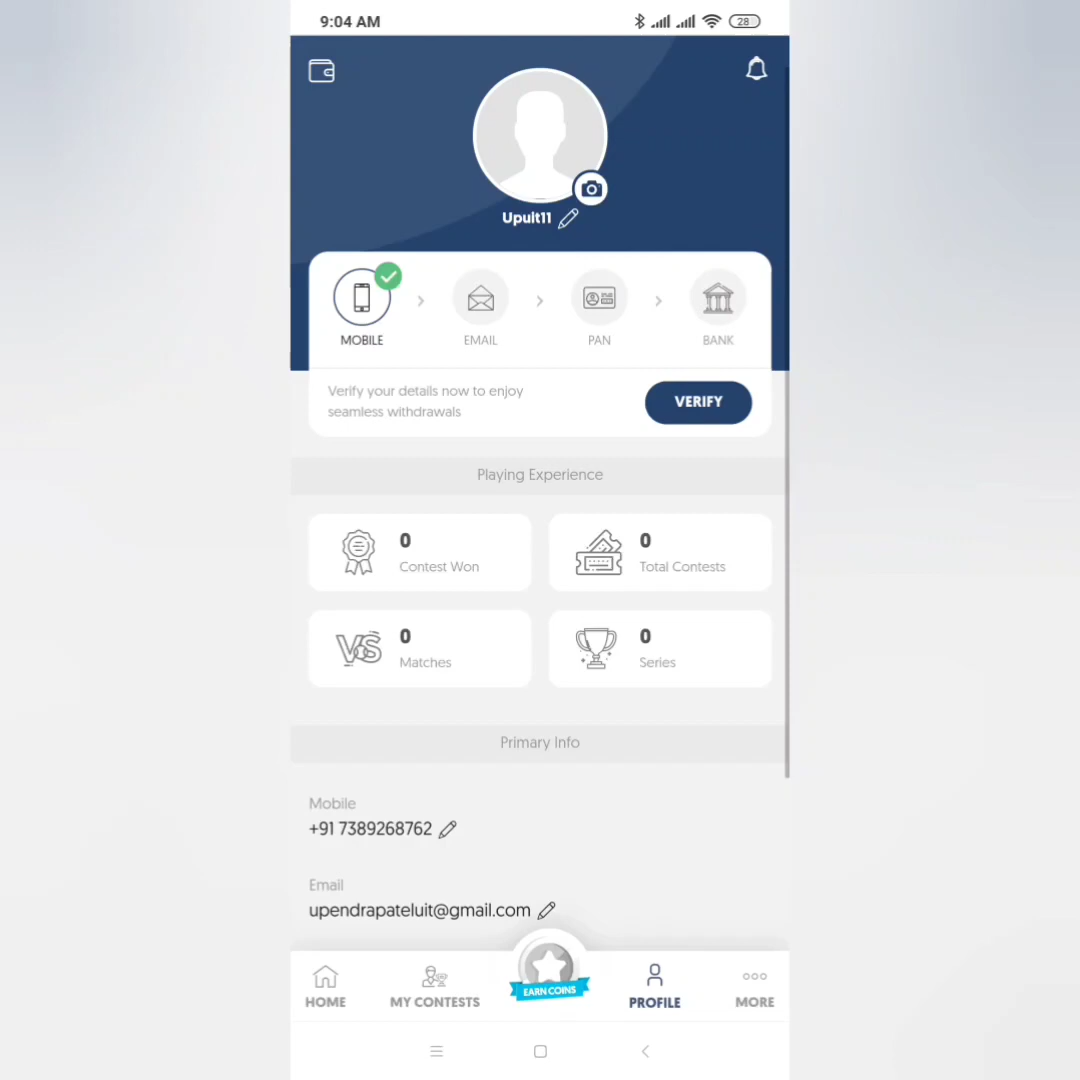 9:04 AM
28
Upult11
MOBILE
EMAIL
PAN
BANK
Verify your details now to enjoy
seamless withdrawals
VERIFY
Playing Experience
0
Contest Won
0
Total Contests
VS
0
Matches
0
Series
Primary Info
Mobile
+91 7389268762
Email
upendrapateluit@gmail.com
HOME
MY CONTESTS
EARN COINS
PROFILE
MORE